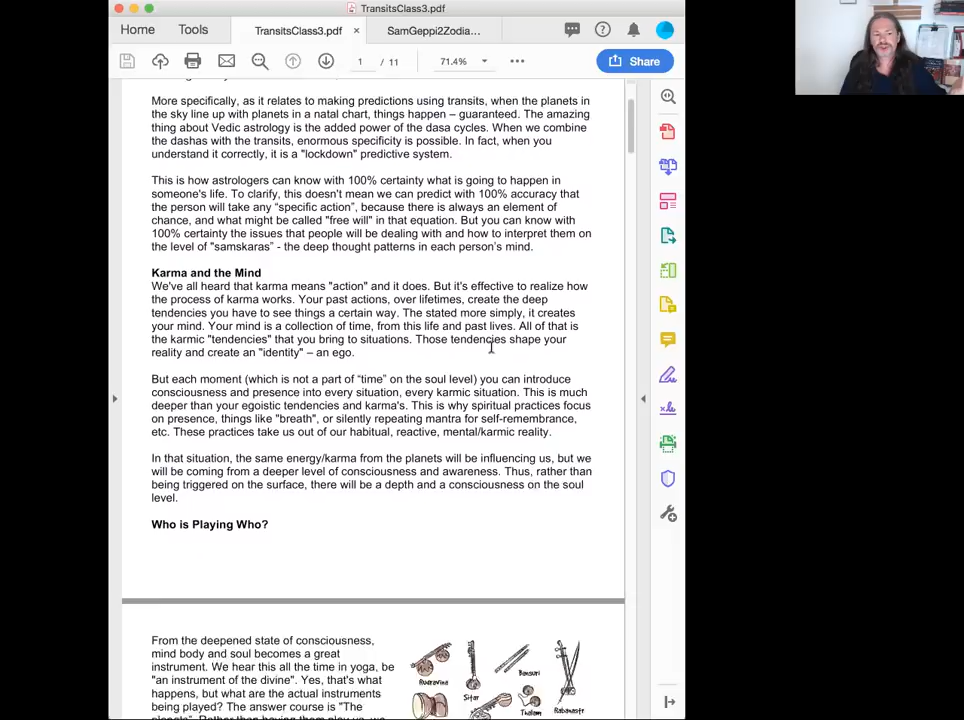 TransitsClass3.pdf
Home
Tools
TransitsClass3.pdf ×
SamGeppi2Zodia...
1 / 11
71.4%
Share
More specifically, as it relates to making predictions using transits, when the planets in
the sky line up with planets in a natal chart, things happen – guaranteed. The amazing
thing about Vedic astrology is the added power of the dasa cycles. When we combine
the dashas with the transits, enormous specificity is possible. In fact, when you
understand it correctly, it is a "lockdown" predictive system.
This is how astrologers can know with 100% certainty what is going to happen in
someone's life. To clarify, this doesn't mean we can predict with 100% accuracy that
the person will take any “specific action”, because there is always an element of
chance, and what might be called "free will" in that equation. But you can know with
100% certainty the issues that people will be dealing with and how to interpret them on
the level of "samskaras” - the deep thought patterns in each person’s mind.
Karma and the Mind
We've all heard that karma means "action" and it does. But it's effective to realize how
the process of karma works. Your past actions, over lifetimes, create the deep
tendencies you have to see things a certain way. The stated more simply, it creates
your mind. Your mind is a collection of time, from this life and past lives. All of that is
the karmic "tendencies" that you bring to situations. Those tendencies shape your
reality and create an "identity" – an ego.
But each moment (which is not a part of “time” on the soul level) you can introduce
consciousness and presence into every situation, every karmic situation. This is much
deeper than your egoistic tendencies and karma's. This is why spiritual practices focus
on presence, things like "breath", or silently repeating mantra for self-remembrance,
etc. These practices take us out of our habitual, reactive, mental/karmic reality.
In that situation, the same energy/karma from the planets will be influencing us, but we
will be coming from a deeper level of consciousness and awareness. Thus, rather than
being triggered on the surface, there will be a depth and a consciousness on the soul
level.
Who is Playing Who?
From the deepened state of consciousness,
mind body and soul becomes a great
instrument. We hear this all the time in yoga, be
"an instrument of the divine". Yes, that's what
happens, but what are the actual instruments
being played? The answer course is "The
Rudravina
Sitar
Bansuri
Thalam
Rabanastr